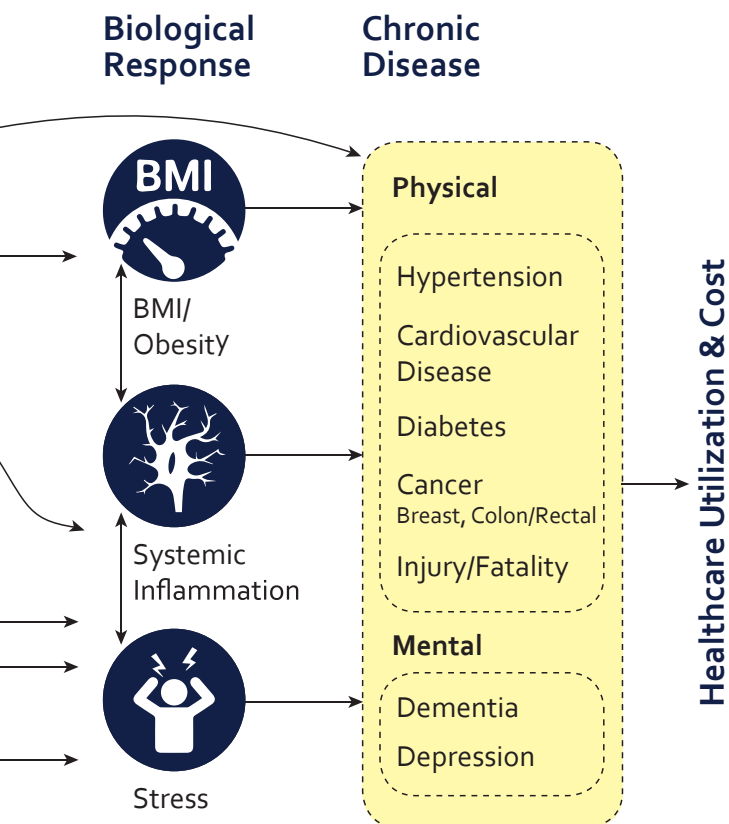 Biological
Response
Chronic
Disease
BMI
BMI/
Obesity
Systemic
Inflammation
Stress
Physical
Hypertension
Cardiovascular
Disease
Diabetes
Cancer
Breast, Colon/Rectal
Injury/Fatality
Mental
Dementia
Depression
Healthcare Utilization & Cost